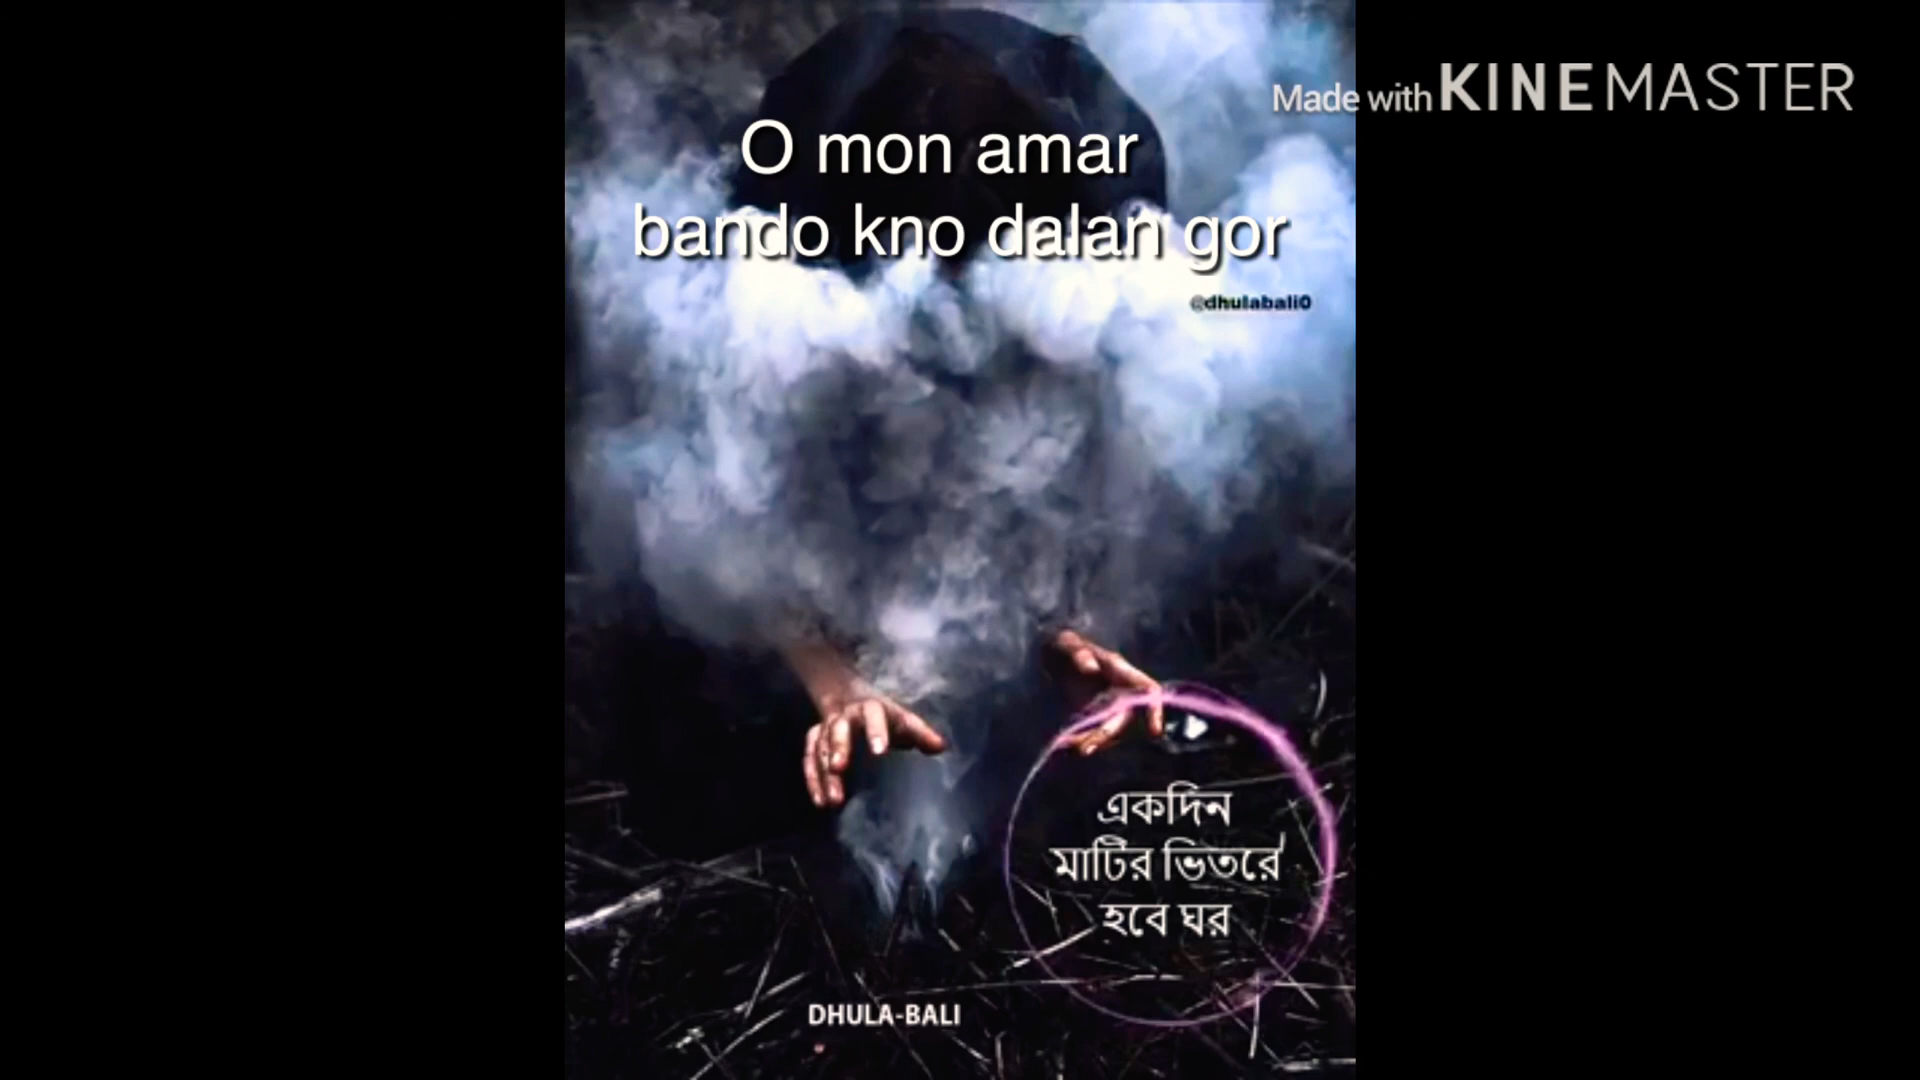 Made with KINEMASTER
O mon amar
bando kno dalan gor
@dhulabali0
একদিন
মাটির ভিতরে
হবে ঘর
DHULA-BALI